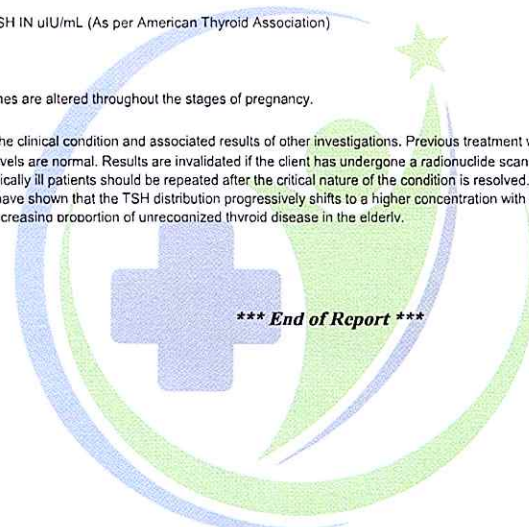 SH IN uIU/mL (As per American Thyroid Association)
nes are altered throughout the stages of pregnancy.
he clinical condition and associated results of other investigations. Previous treatment
vels are normal. Results are invalidated if the client has undergone a radionuclide scan
ically ill patients should be repeated after the critical nature of the condition is resolved.
have shown that the TSH distribution progressively shifts to a higher concentration with
creasing proportion of unrecognized thyroid disease in the elderly.
*** End of Report ***